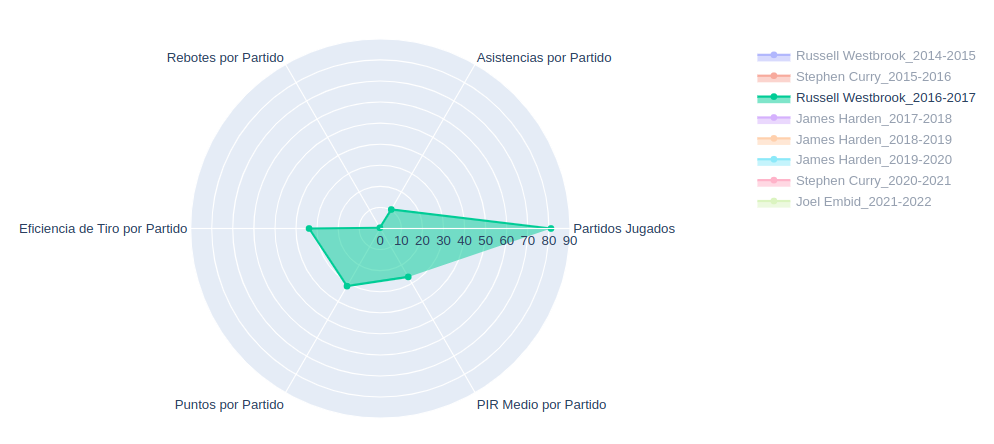 Rebotes por Partido
Asistencias por Partido
Eficiencia de Tiro por Partido
Partidos Jugados
0 10 20 30 40 50 60 70 80 90
Puntos por Partido
PIR Medio por Partido
Russell Westbrook_2014-2015
Stephen Curry_2015-2016
Russell Westbrook_2016-2017
James Harden_2017-2018
James Harden_2018-2019
James Harden_2019-2020
Stephen Curry_2020-2021
Joel Embid_2021-2022